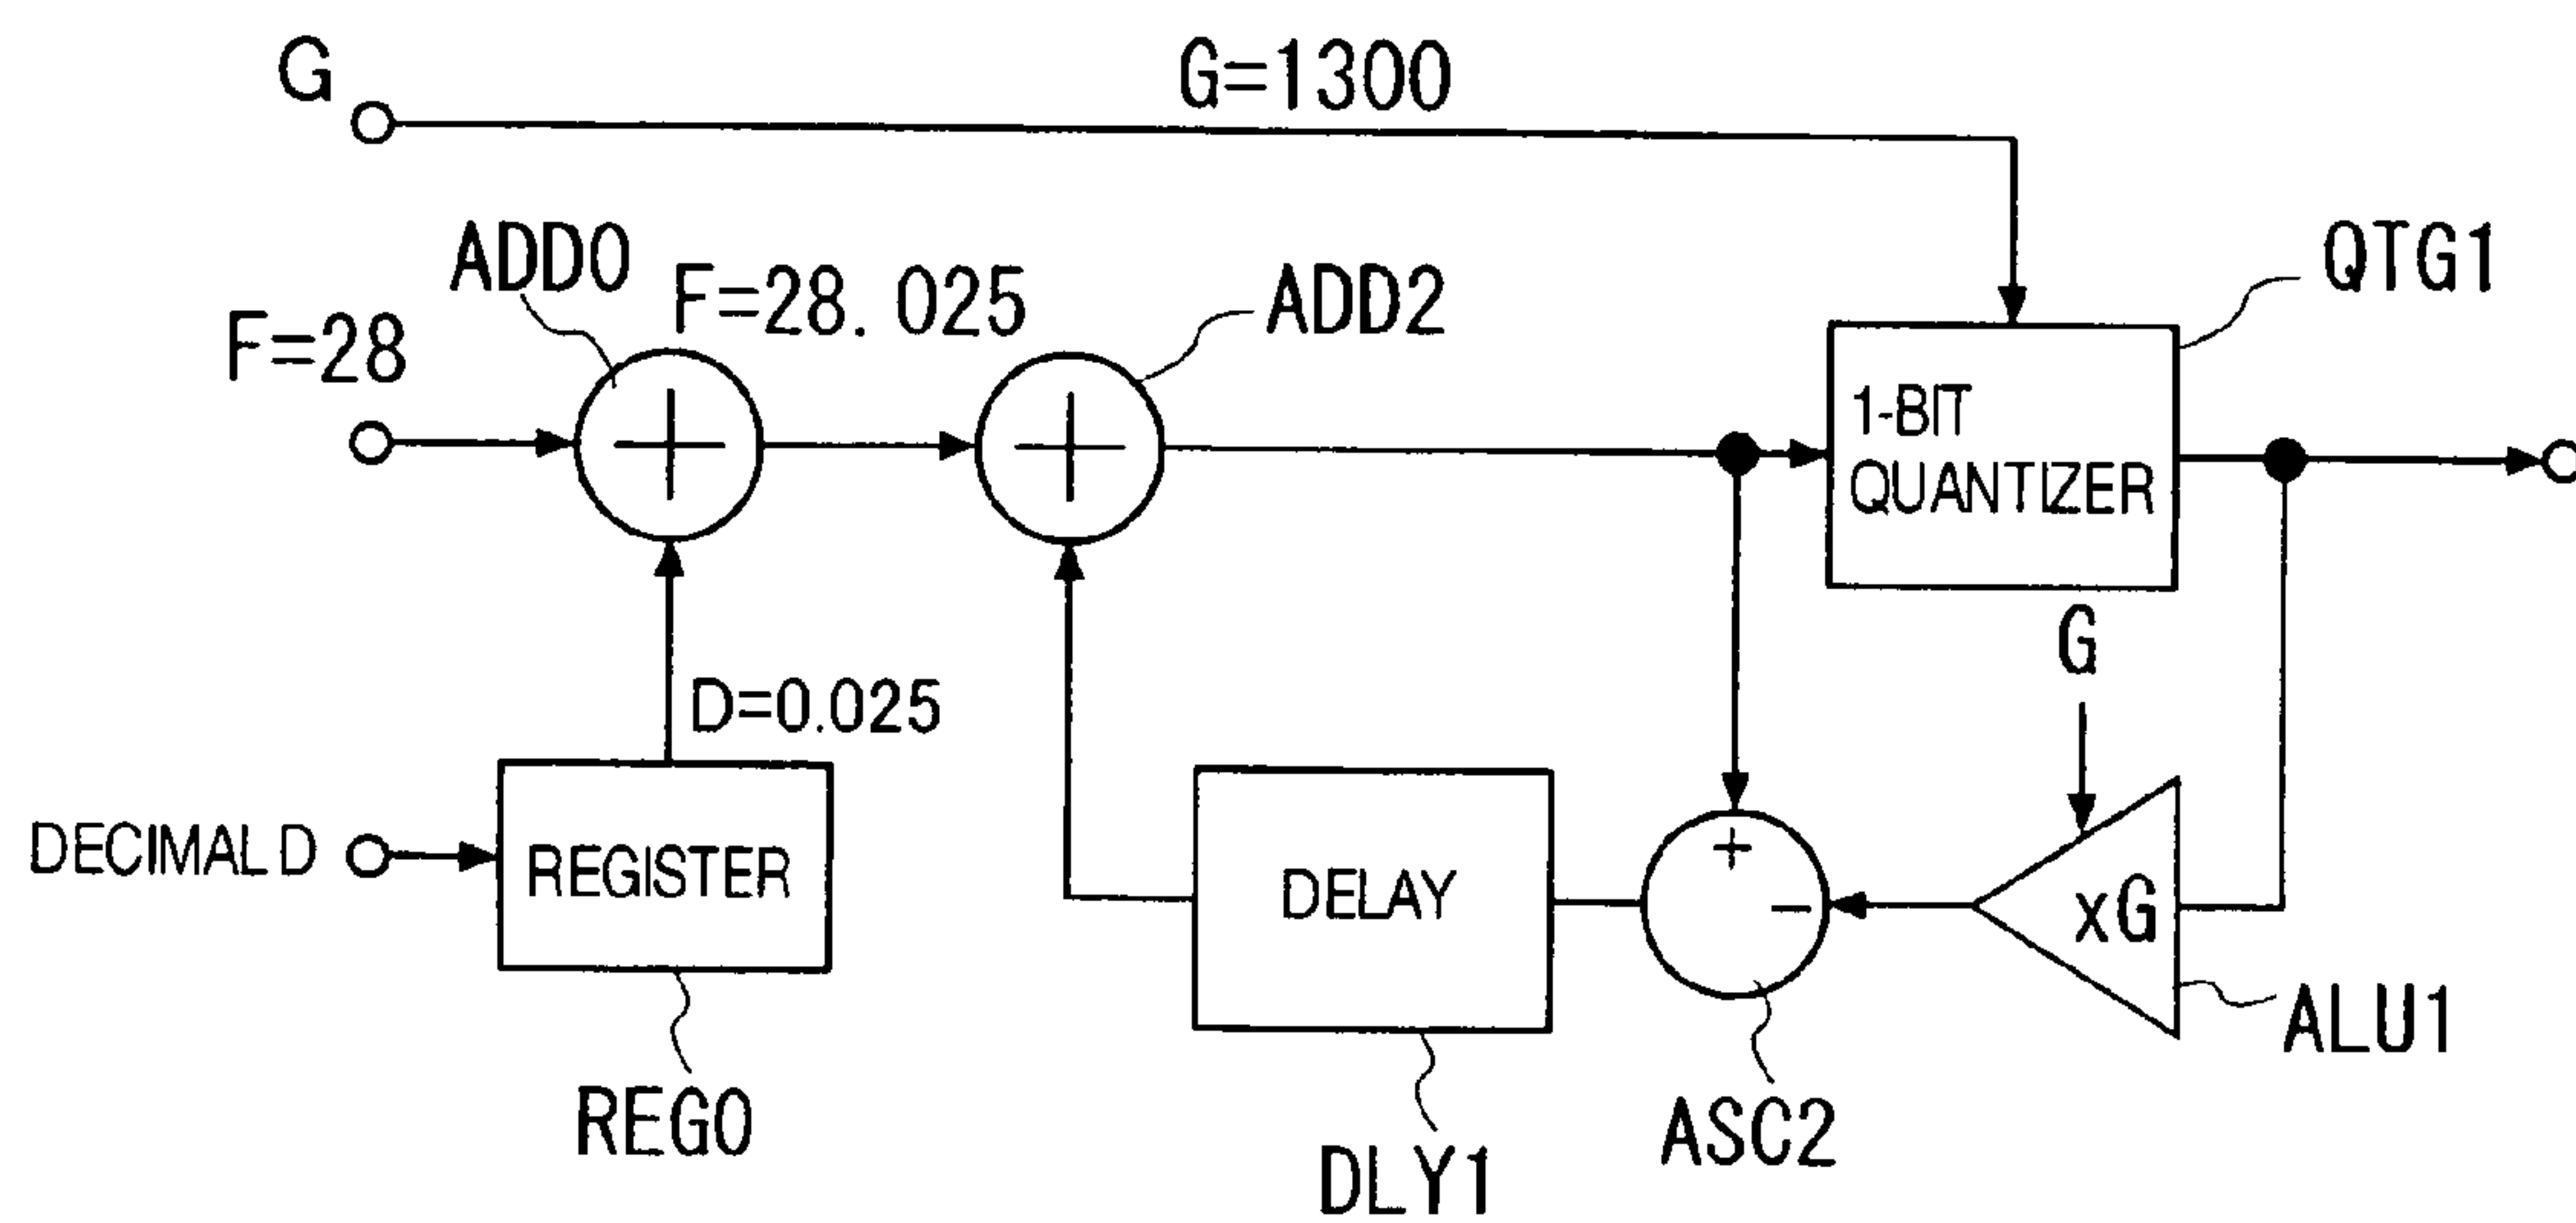 G
G=1300
ADD0
F=28.025
ADD2
QTG1
F=28
+
+
1-BIT
QUANTIZER
G
D=0.025
DECIMAL D
REGISTER
DELAY
+
−
xG
REG0
DLY1
ASC2
ALU1